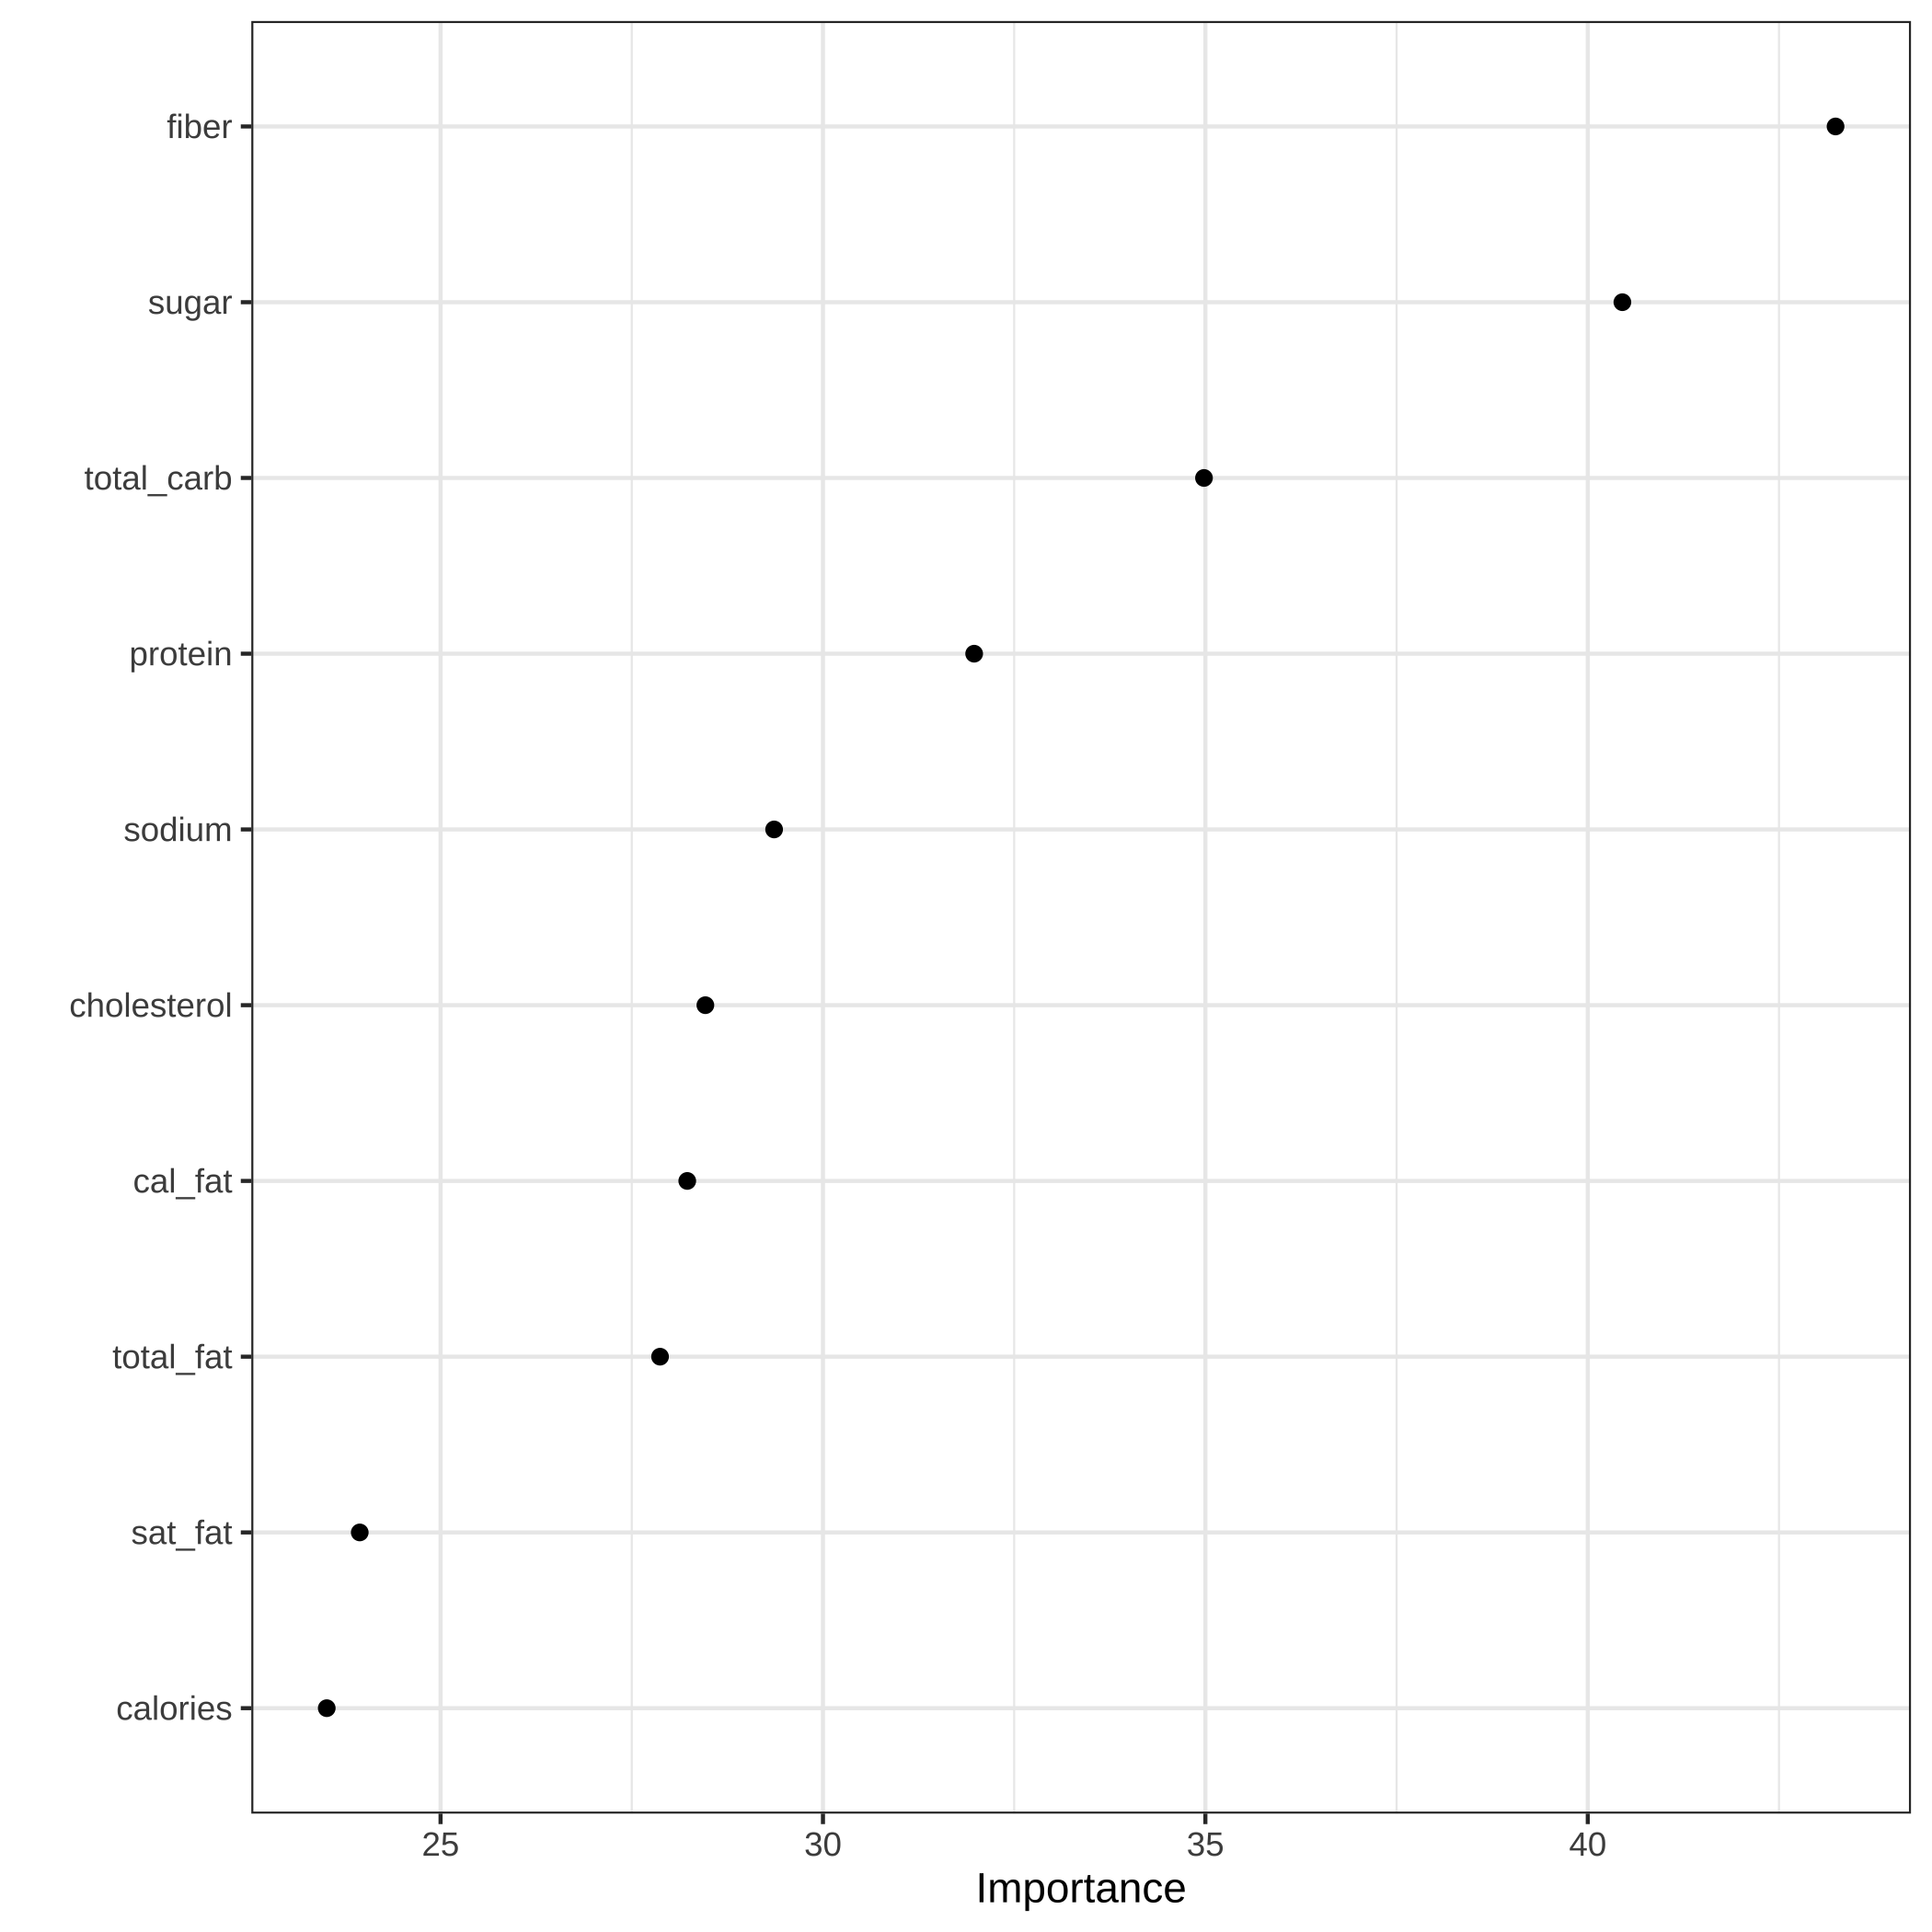 fiber
sugar
total_carb
protein
sodium
cholesterol
cal_fat
total_fat
sat_fat
calories
25 30 35 40
Importance